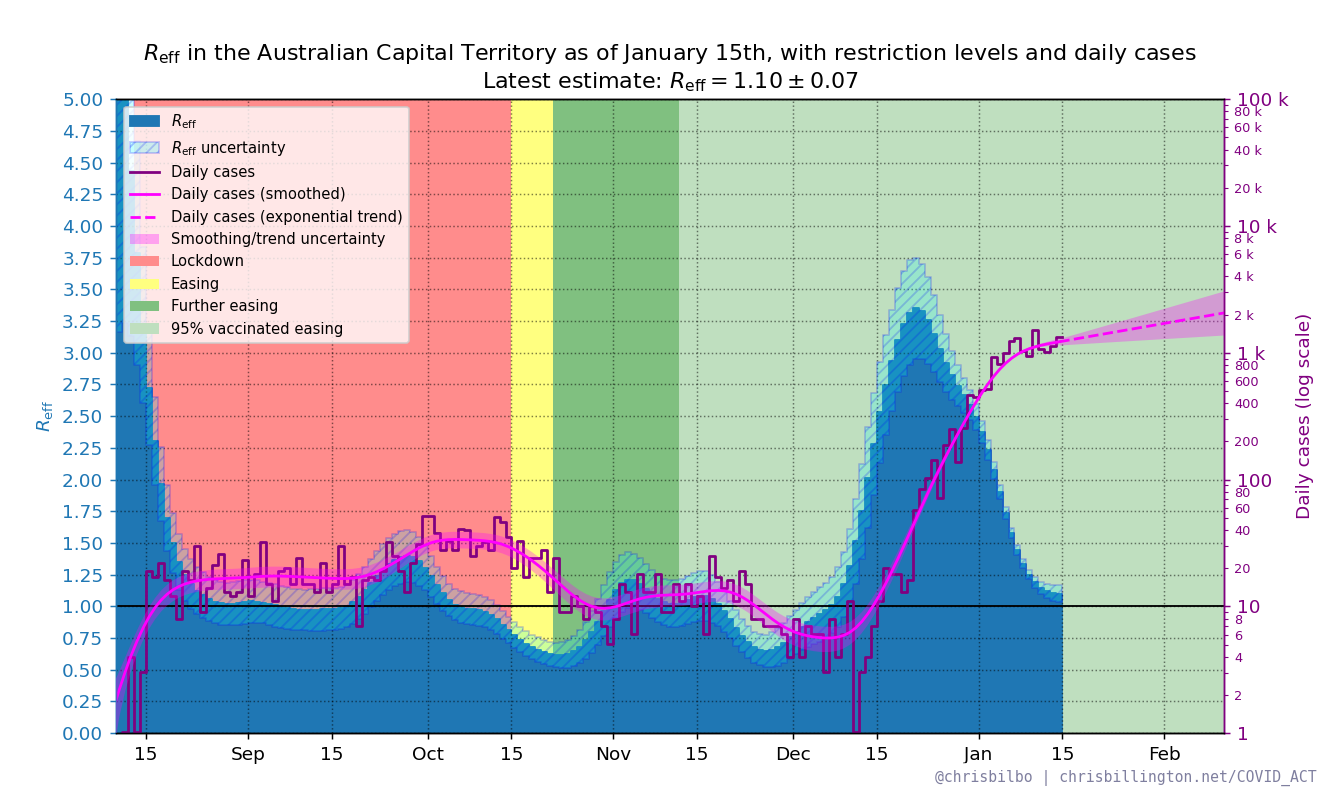 R_eff in the Australian Capital Territory as of January 15th, with restriction levels and daily cases
Latest estimate: R_eff = 1.10 ± 0.07
R_eff
R_eff uncertainty
Daily cases
Daily cases (smoothed)
Daily cases (exponential trend)
Smoothing/trend uncertainty
Lockdown
Easing
Further easing
95% vaccinated easing
R_eff
5.00
4.75
4.50
4.25
4.00
3.75
3.50
3.25
3.00
2.75
2.50
2.25
2.00
1.75
1.50
1.25
1.00
0.75
0.50
0.25
0.00
15
Sep
15
Oct
15
Nov
15
Dec
15
Jan
15
Feb
100 k
80 k
60 k
40 k
20 k
10 k
8 k
6 k
4 k
2 k
1 k
800
600
400
200
100
80
60
40
20
10
8
6
4
2
1
Daily cases (log scale)
@chrisbilbo | chrisbillington.net/COVID_ACT